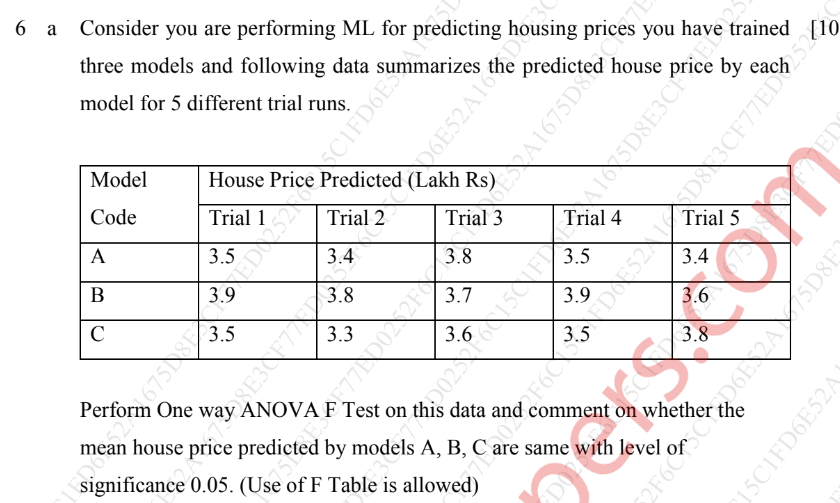 6 a Consider you are performing ML for predicting housing prices you have trained [10
three models and following data summarizes the predicted house price by each
model for 5 different trial runs.
Model House Price Predicted (Lakh Rs)
Code Trial 1 Trial 2 Trial 3 Trial 4 Trial 5
A 3.5 3.4 3.8 3.5 3.4
B 3.9 3.8 3.7 3.9 3.6
C 3.5 3.3 3.6 3.5 3.8
Perform One way ANOVA F Test on this data and comment on whether the
mean house price predicted by models A, B, C are same with level of
significance 0.05. (Use of F Table is allowed)
pers.com